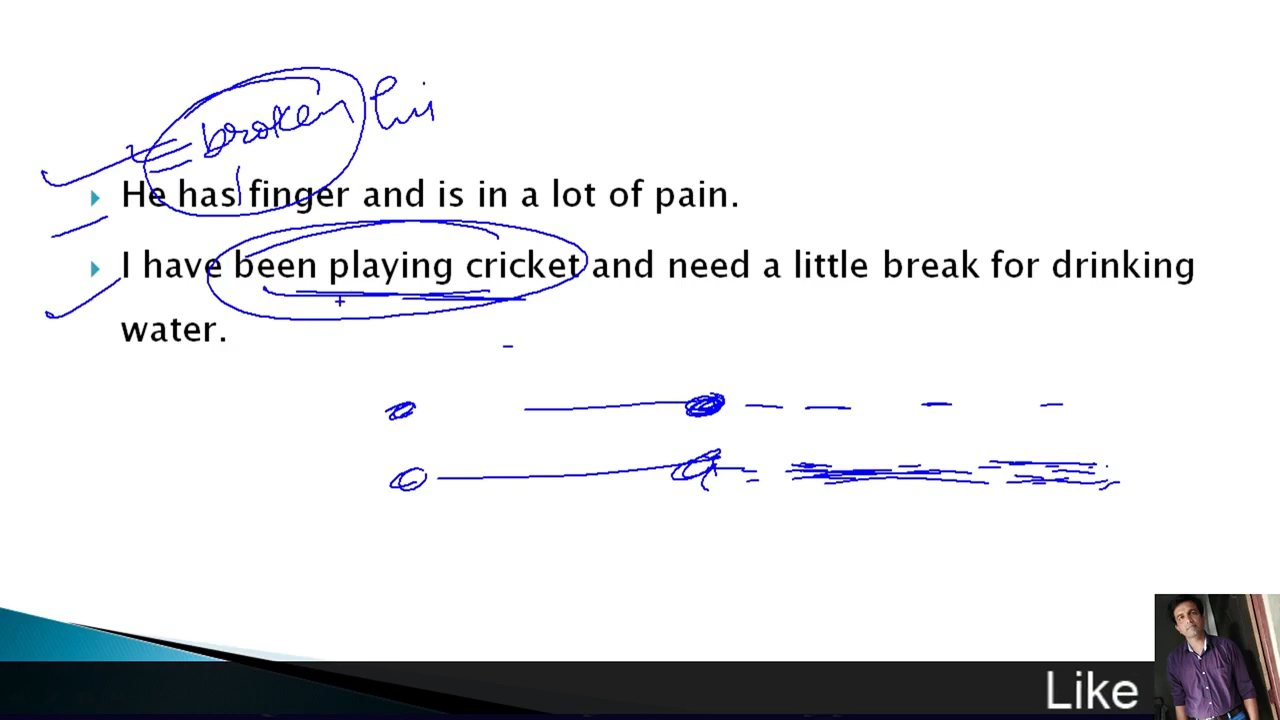 broken his
He has finger and is in a lot of pain.
I have been playing cricket and need a little break for drinking
water.
Like